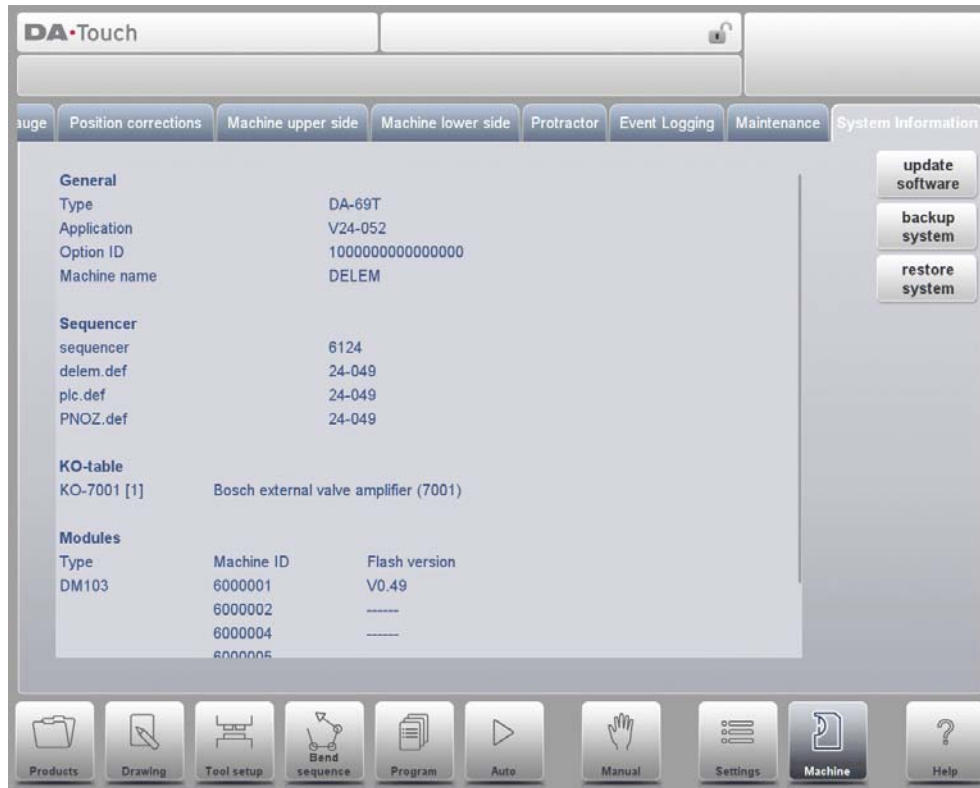 DA·Touch
auge
Position corrections
Machine upper side
Machine lower side
Protractor
Event Logging
Maintenance
System Information
update
software
backup
system
restore
system
General
Type DA-69T
Application V24-052
Option ID 1000000000000000
Machine name DELEM
Sequencer
sequencer 6124
delem.def 24-049
plc.def 24-049
PNOZ.def 24-049
KO-table
KO-7001 [1] Bosch external valve amplifier (7001)
Modules
Type Machine ID Flash version
DM103 6000001 V0.49
6000002 ------
6000004 ------
6000005
Products
Drawing
Tool setup
Bend
sequence
Program
Auto
Manual
Settings
Machine
Help